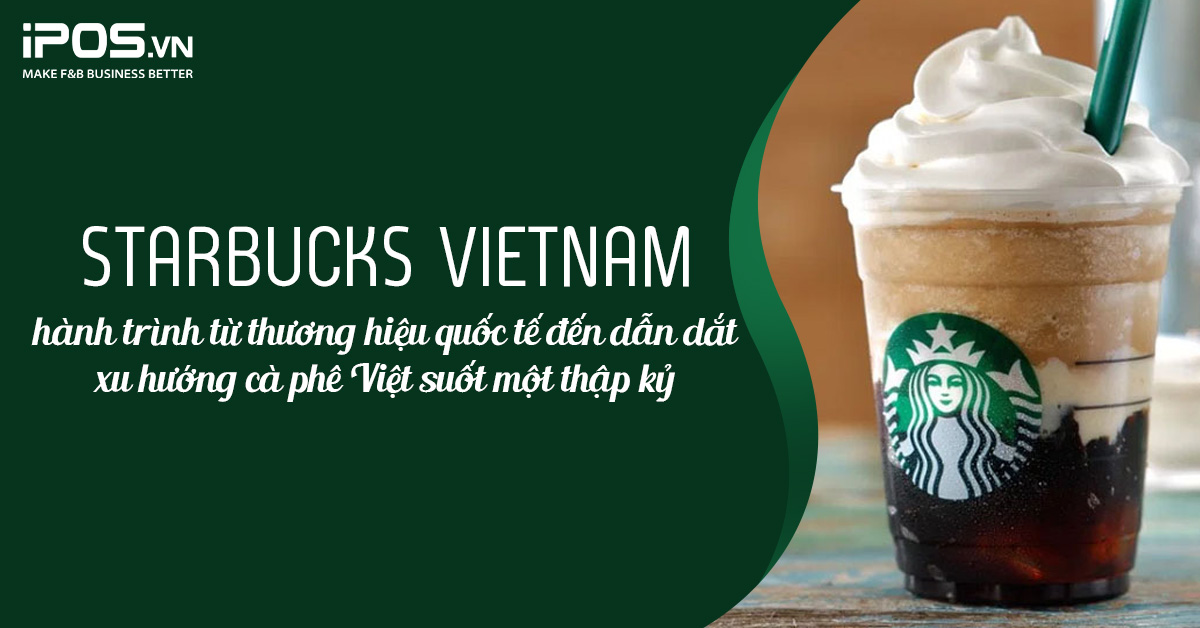 iPOS.VN
MAKE F&B BUSINESS BETTER
STARBUCKS VIETNAM
hành trình từ thương hiệu quốc tế đến dẫn dắt
xu hướng cà phê Việt suốt một thập kỷ